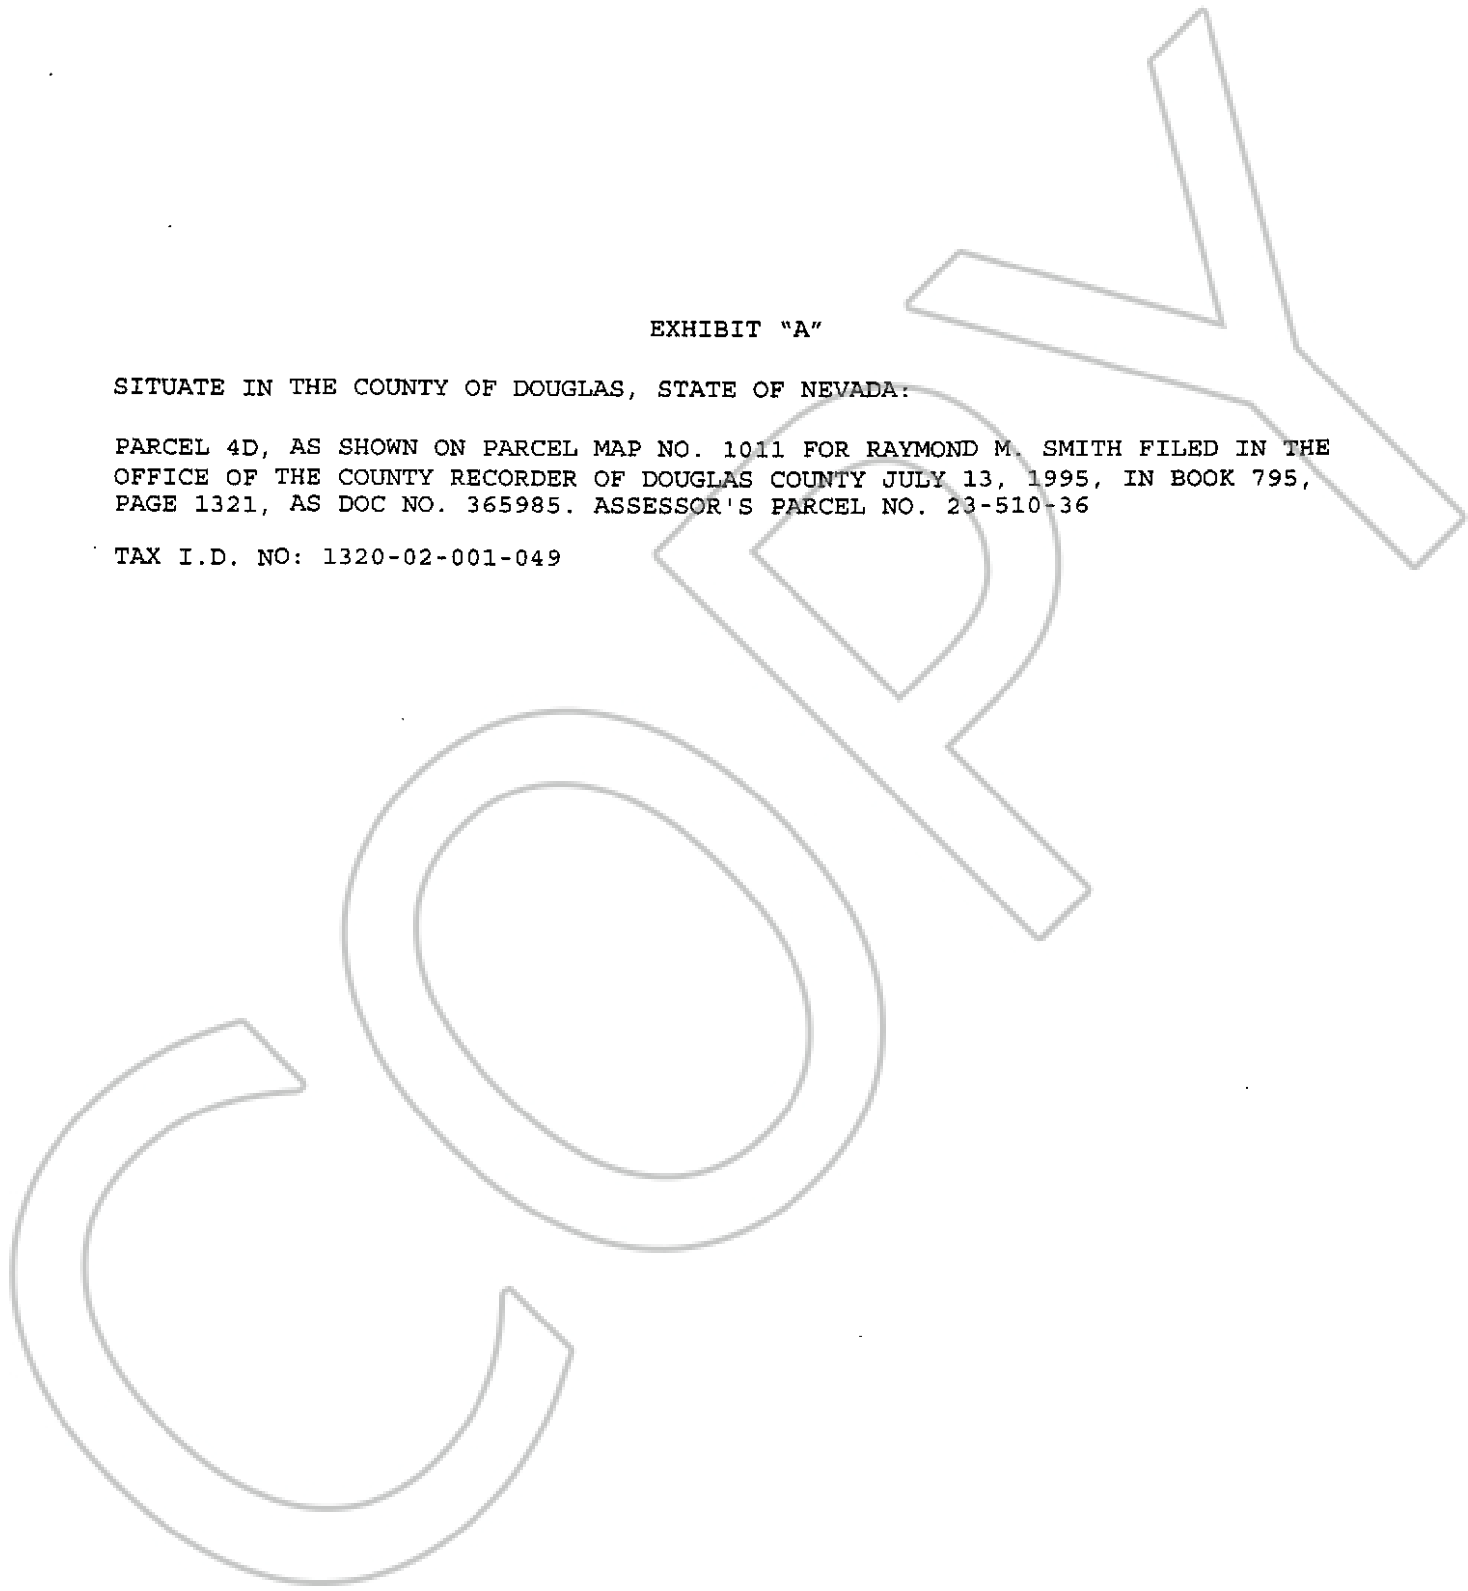 EXHIBIT “A”
SITUATE IN THE COUNTY OF DOUGLAS, STATE OF NEVADA:
PARCEL 4D, AS SHOWN ON PARCEL MAP NO. 1011 FOR RAYMOND M. SMITH FILED IN THE
OFFICE OF THE COUNTY RECORDER OF DOUGLAS COUNTY JULY 13, 1995, IN BOOK 795,
PAGE 1321, AS DOC NO. 365985. ASSESSOR'S PARCEL NO. 23-510-36
TAX I.D. NO: 1320-02-001-049
COPY